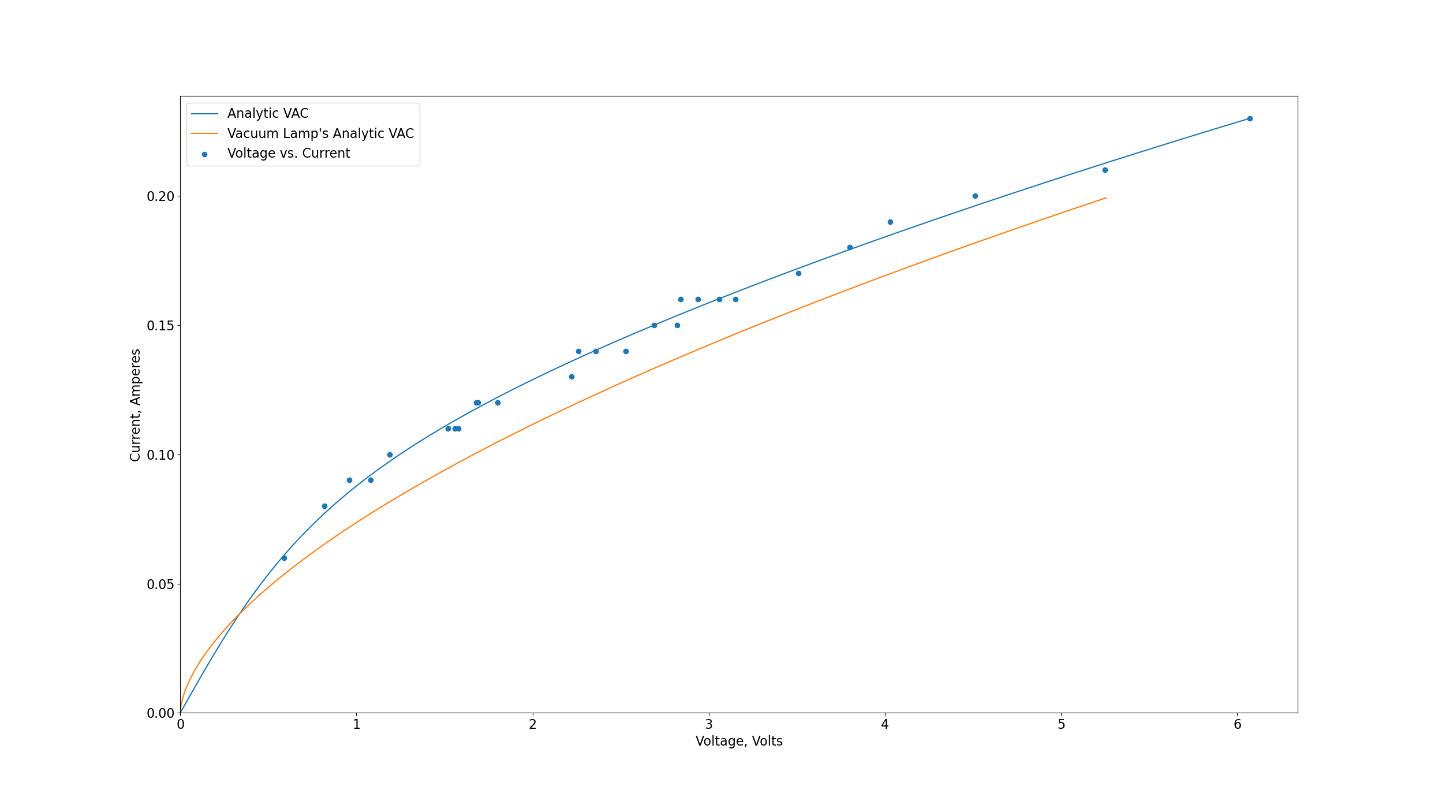 Analytic VAC
Vacuum Lamp's Analytic VAC
Voltage vs. Current
0.20
0.15
0.10
0.05
0.00
Current, Amperes
0 1 2 3 4 5 6
Voltage, Volts